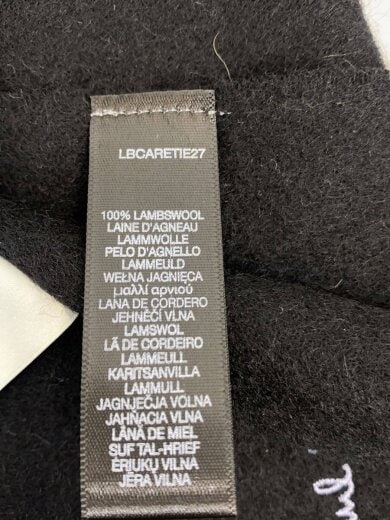 LBCARETIE27
100% LAMBSWOOL
LAINE D'AGNEAU
LAMMWOLLE
PELO D'AGNELLO
LAMMEULD
WEŁNA JAGNIĘCA
μαλλί αρνιού
LANA DE CORDERO
JEHNĚČÍ VLNA
LAMSWOL
LÃ DE CORDEIRO
LAMMEULL
KARITSANVILLA
LAMMULL
JAGNJEČJA VOLNA
JAHŇACIA VLNA
LÂNĂ DE MIEL
SUF TAL-ĦRIEF
ĒRIUKŲ VILNA
JĒRA VILNA